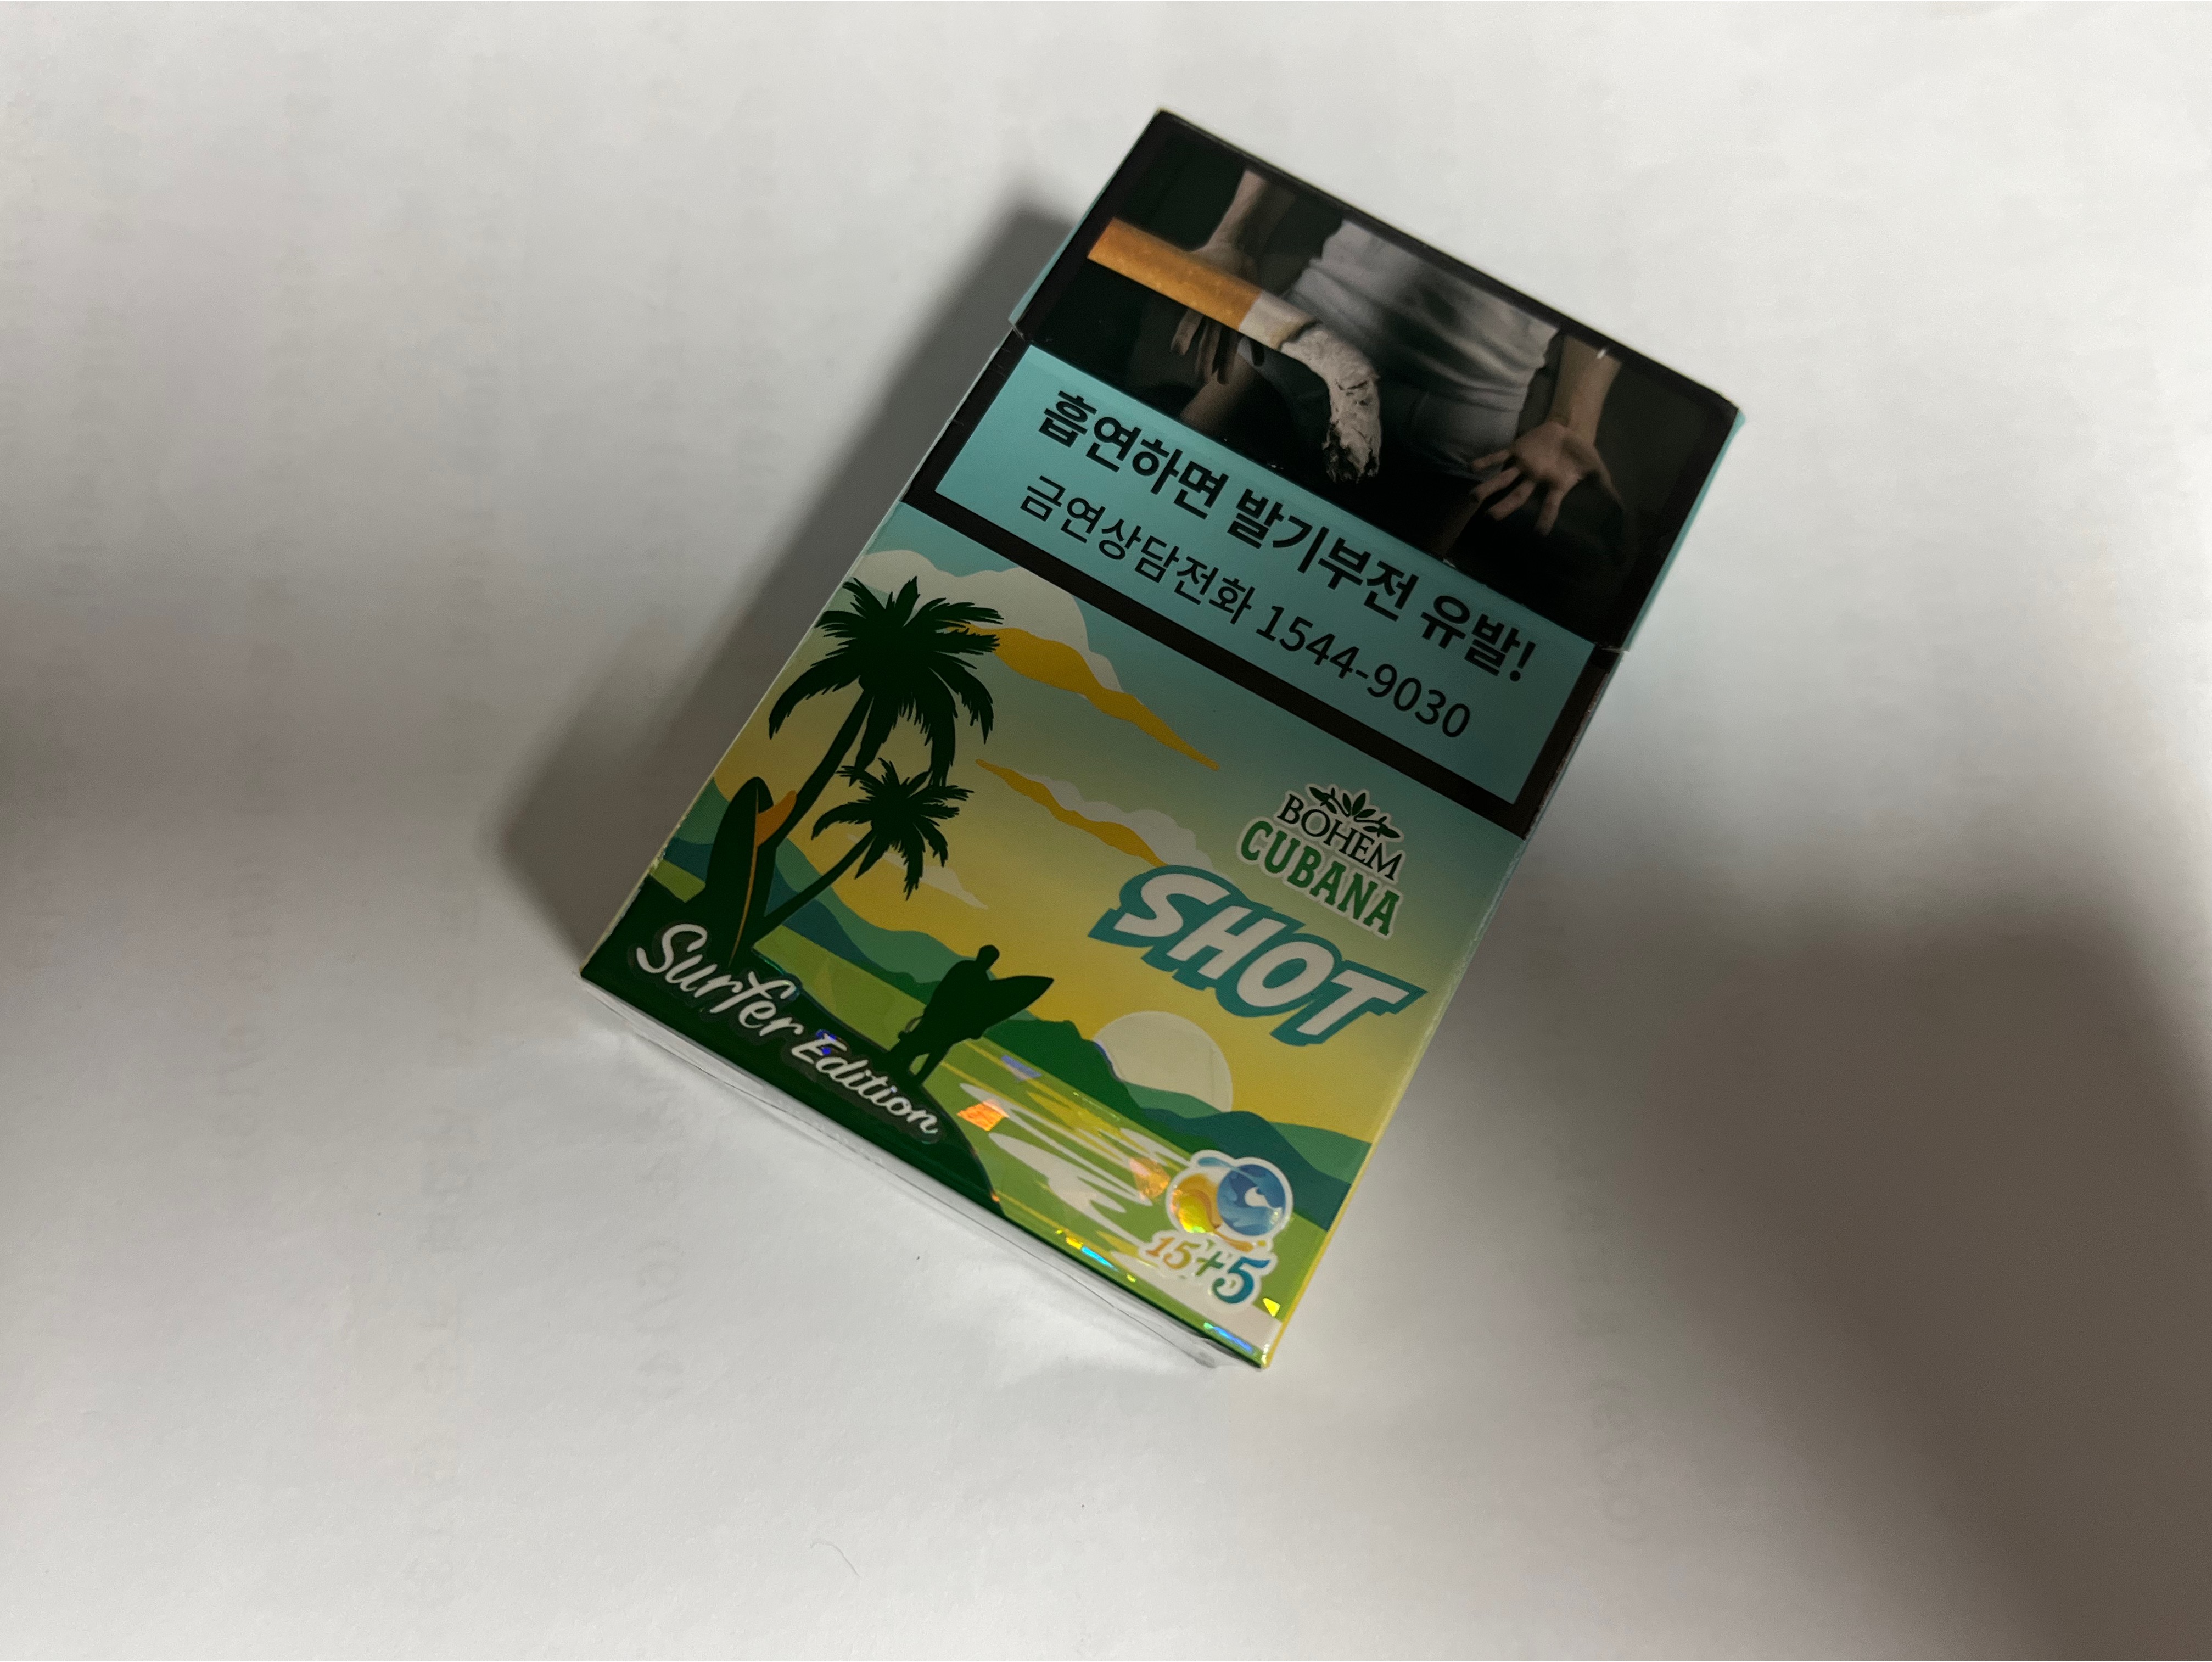 흡연하면 발기부전 유발!
금연상담전화 1544-9030
BOHEM
CUBANA
SHOT
Surfer Edition
15+5